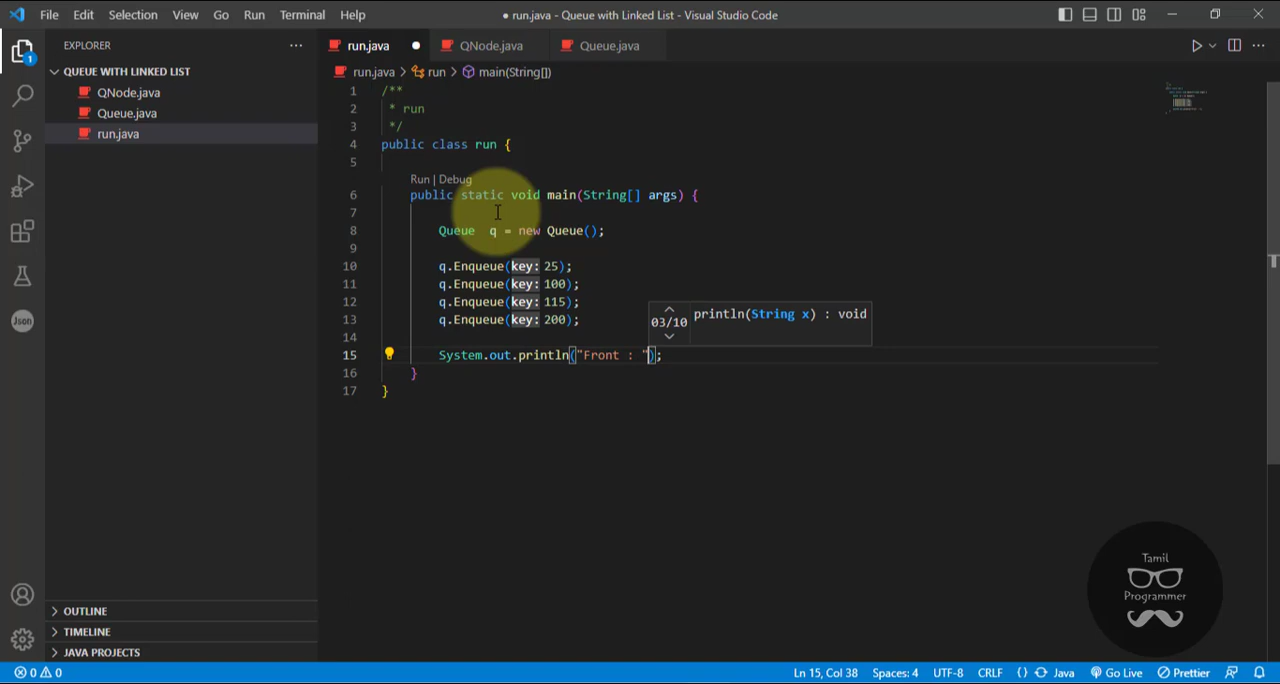 File Edit Selection View Go Run Terminal Help
● run.java - Queue with Linked List - Visual Studio Code
EXPLORER
QUEUE WITH LINKED LIST
QNode.java
Queue.java
run.java
OUTLINE
TIMELINE
JAVA PROJECTS
1
Json
run.java ● QNode.java Queue.java
run.java > run > main(String[])
1 /**
2 * run
3 */
4 public class run {
5
Run | Debug
6 public static void main(String[] args) {
7
8 Queue q = new Queue();
9
10 q.Enqueue(key: 25);
11 q.Enqueue(key: 100);
12 q.Enqueue(key: 115);
13 q.Enqueue(key: 200);
14
15 System.out.println("Front : ");
16 }
17 }
03/10 println(String x) : void
Tamil
Programmer
0 0 Ln 15, Col 38 Spaces: 4 UTF-8 CRLF {} Java Go Live Prettier